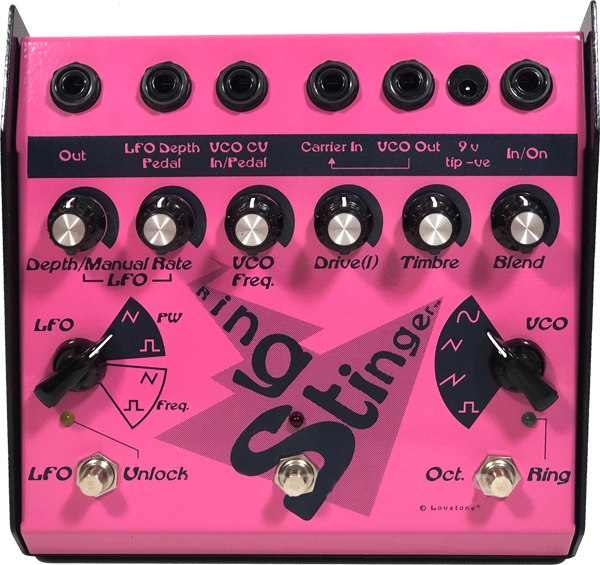 Out
LFO Depth
Pedal
VCO CV
In/Pedal
Carrier In
VCO Out
9v
tip -ve
In/On
Depth/Manual Rate
LFO
VCO
Freq.
Drive(I)
Timbre
Blend
Ring
Stinger™
LFO
PW
Freq.
VCO
LFO
Unlock
Oct.
Ring
© Lovetone®